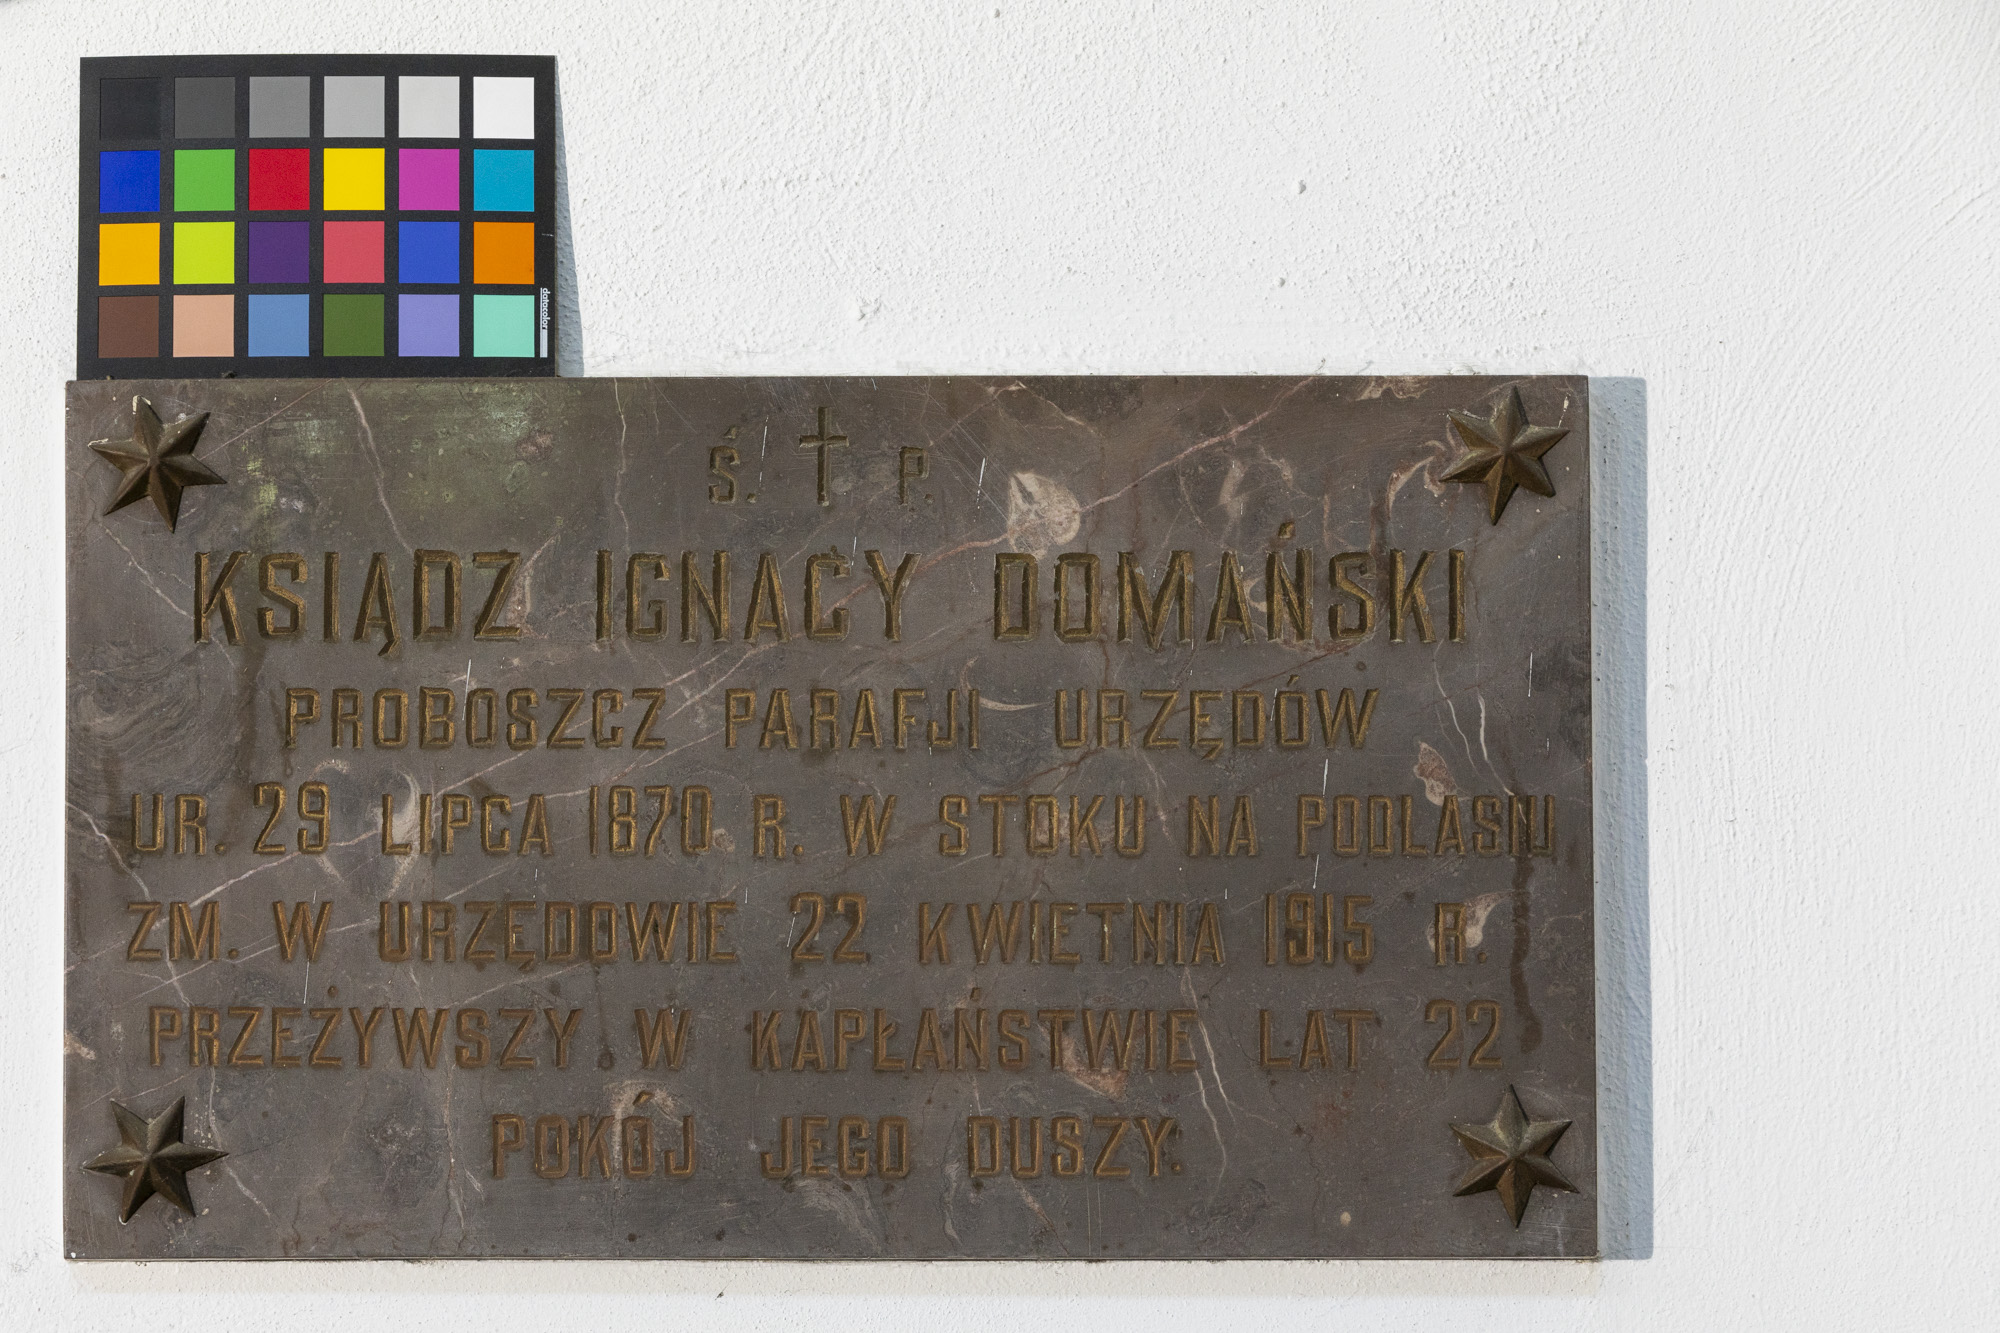 datacolor
Ś. † P.
KSIĄDZ IGNACY DOMAŃSKI
PROBOSZCZ PARAFJI URZĘDÓW
UR. 29 LIPCA 1870 R. W STOKU NA PODLASIU
ZM. W URZĘDOWIE 22 KWIETNIA 1915 R.
PRZEŻYWSZY W KAPŁAŃSTWIE LAT 22
POKÓJ JEGO DUSZY.